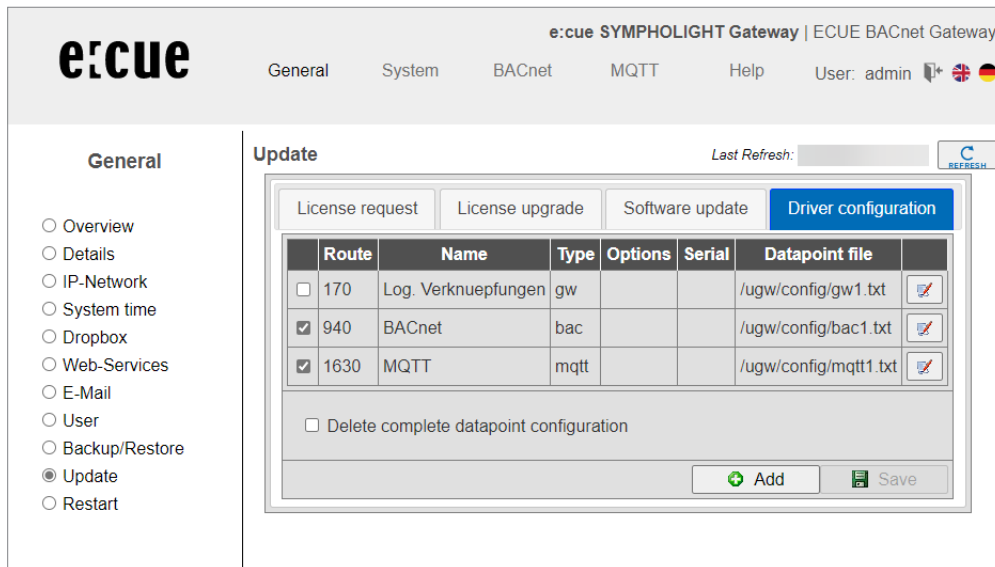 e:cue SYMPHOLIGHT Gateway | ECUE BACnet Gateway
e:cue
General System BACnet MQTT Help User: admin
General
Update
Last Refresh:
REFRESH
License request License upgrade Software update Driver configuration
Overview
Details
IP-Network
System time
Dropbox
Web-Services
E-Mail
User
Backup/Restore
Update
Restart
Route Name Type Options Serial Datapoint file
170 Log. Verknuepfungen gw /ugw/config/gw1.txt
940 BACnet bac /ugw/config/bac1.txt
1630 MQTT mqtt /ugw/config/mqtt1.txt
Delete complete datapoint configuration
Add Save